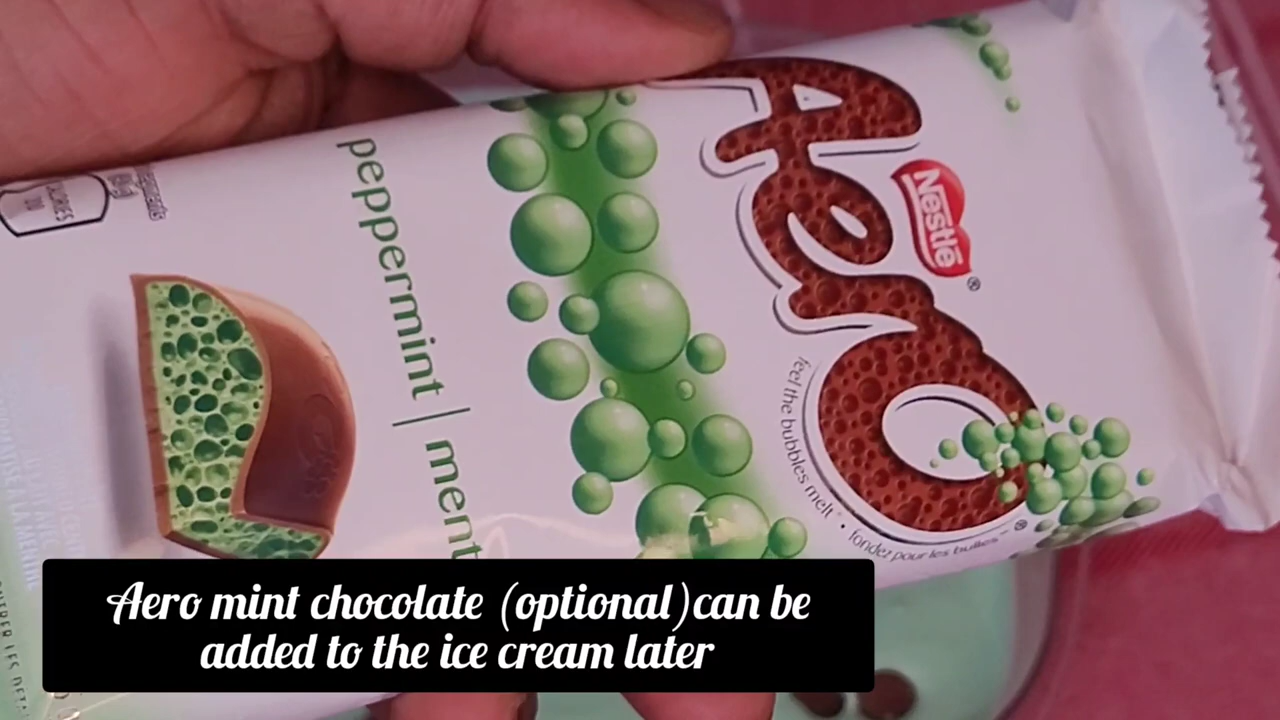 Aero
Nestlé®
feel the bubbles melt • fondez pour les bulles
peppermint | ment
Aero mint chocolate (optional)can be
added to the ice cream later